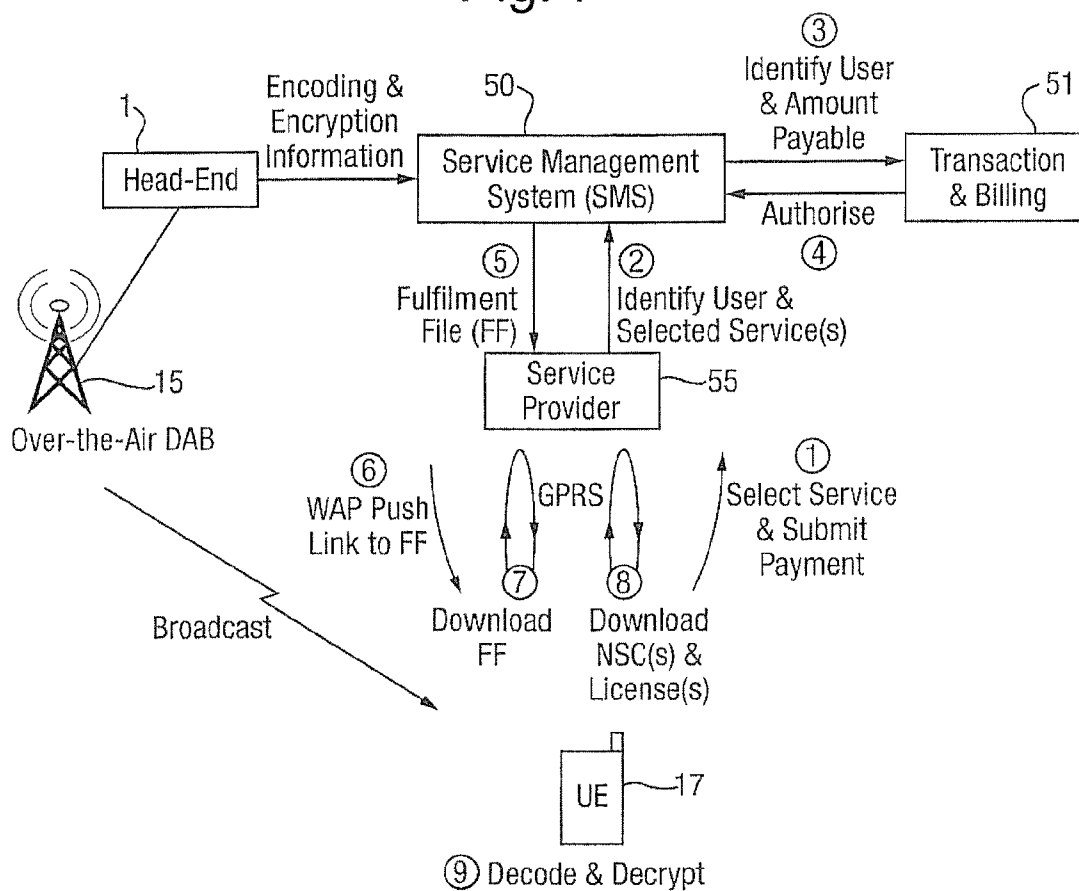 ③
Identify User
& Amount
Payable
50
51
1
Encoding &
Encryption
Information
Head-End
Service Management
System (SMS)
Transaction
& Billing
Authorise
④
⑤
Fulfilment
File (FF)
②
Identify User &
Selected Service(s)
15
Over-the-Air DAB
Service
Provider
55
⑥
WAP Push
Link to FF
GPRS
①
Select Service
& Submit
Payment
⑦
Download
FF
⑧
Download
NSC(s) &
License(s)
Broadcast
UE
17
⑨ Decode & Decrypt